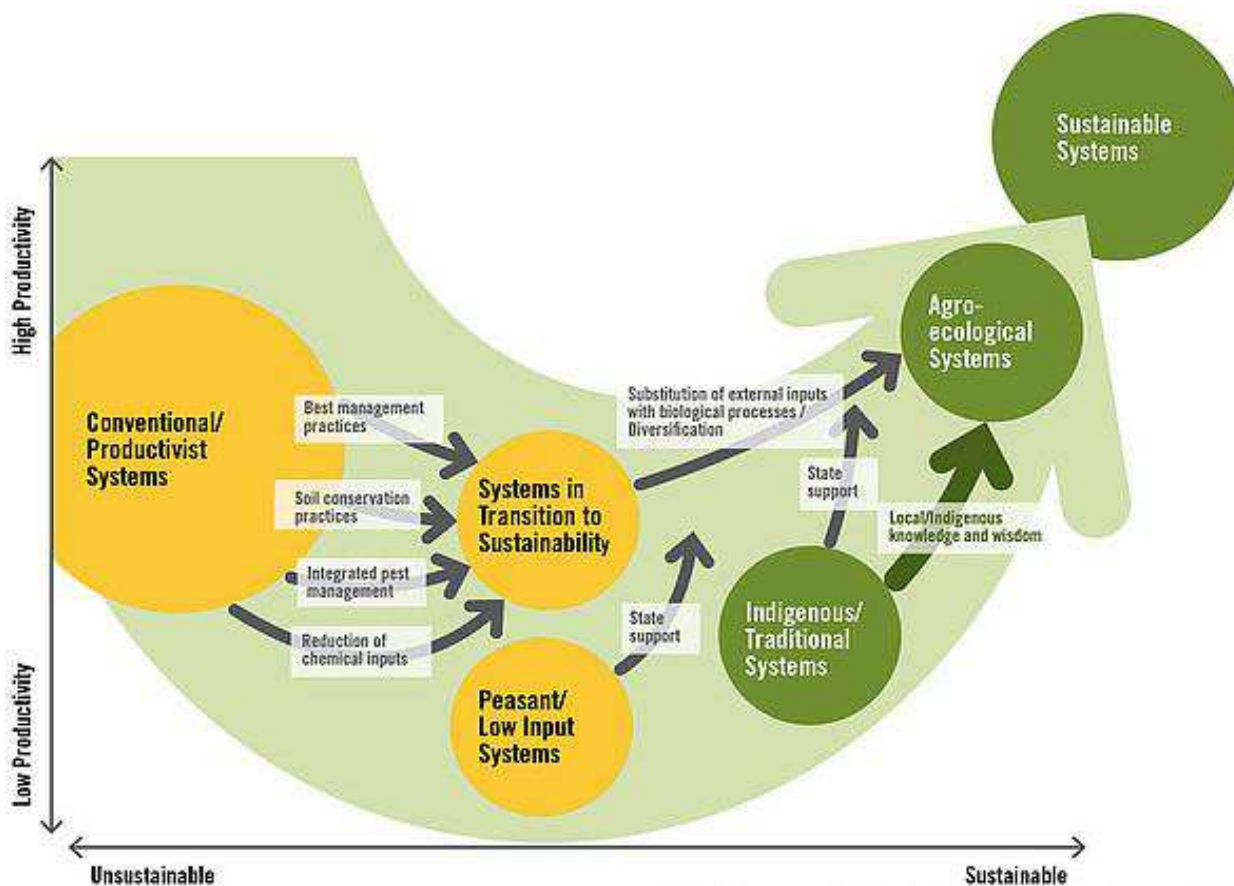 Sustainable
Systems
High Productivity
Agro-
ecological
Systems
Conventional/
Productivist
Systems
Best management
practices
Substitution of external inputs
with biological processes /
Diversification
Soil conservation
practices
Systems in
Transition to
Sustainability
State
support
Local/Indigenous
knowledge and wisdom
Integrated pest
management
State
support
Indigenous/
Traditional
Systems
Reduction of
chemical inputs
Peasant/
Low Input
Systems
Low Productivity
Unsustainable
Sustainable